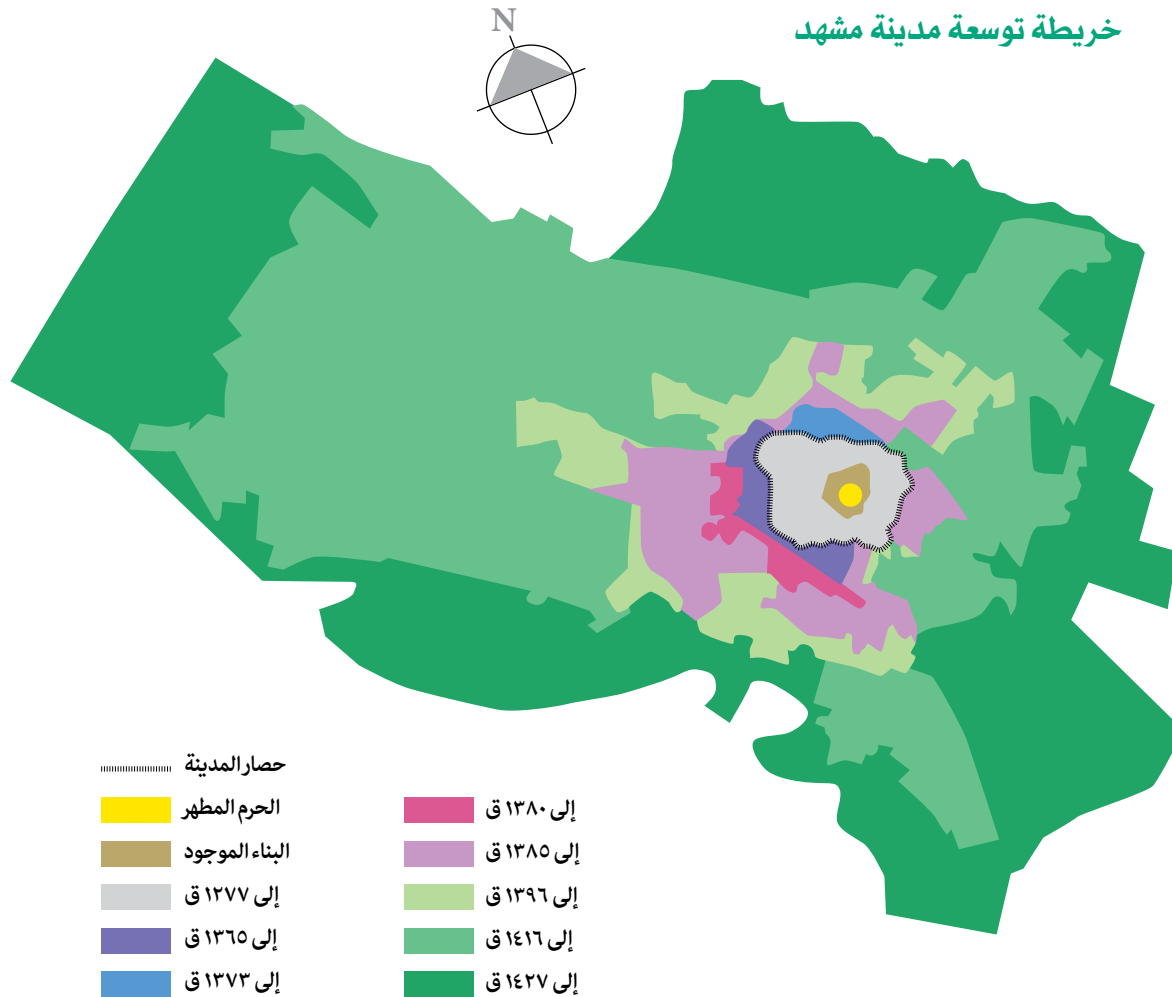 خريطة توسعة مدينة مشهد
N
حصار المدينة
الحرم المطهر
البناء الموجود
إلى ١٢٧٧ ق
إلى ١٣٦٥ ق
إلى ١٣٧٣ ق
إلى ١٣٨٠ ق
إلى ١٣٨٥ ق
إلى ١٣٩٦ ق
إلى ١٤١٦ ق
إلى ١٤٢٧ ق